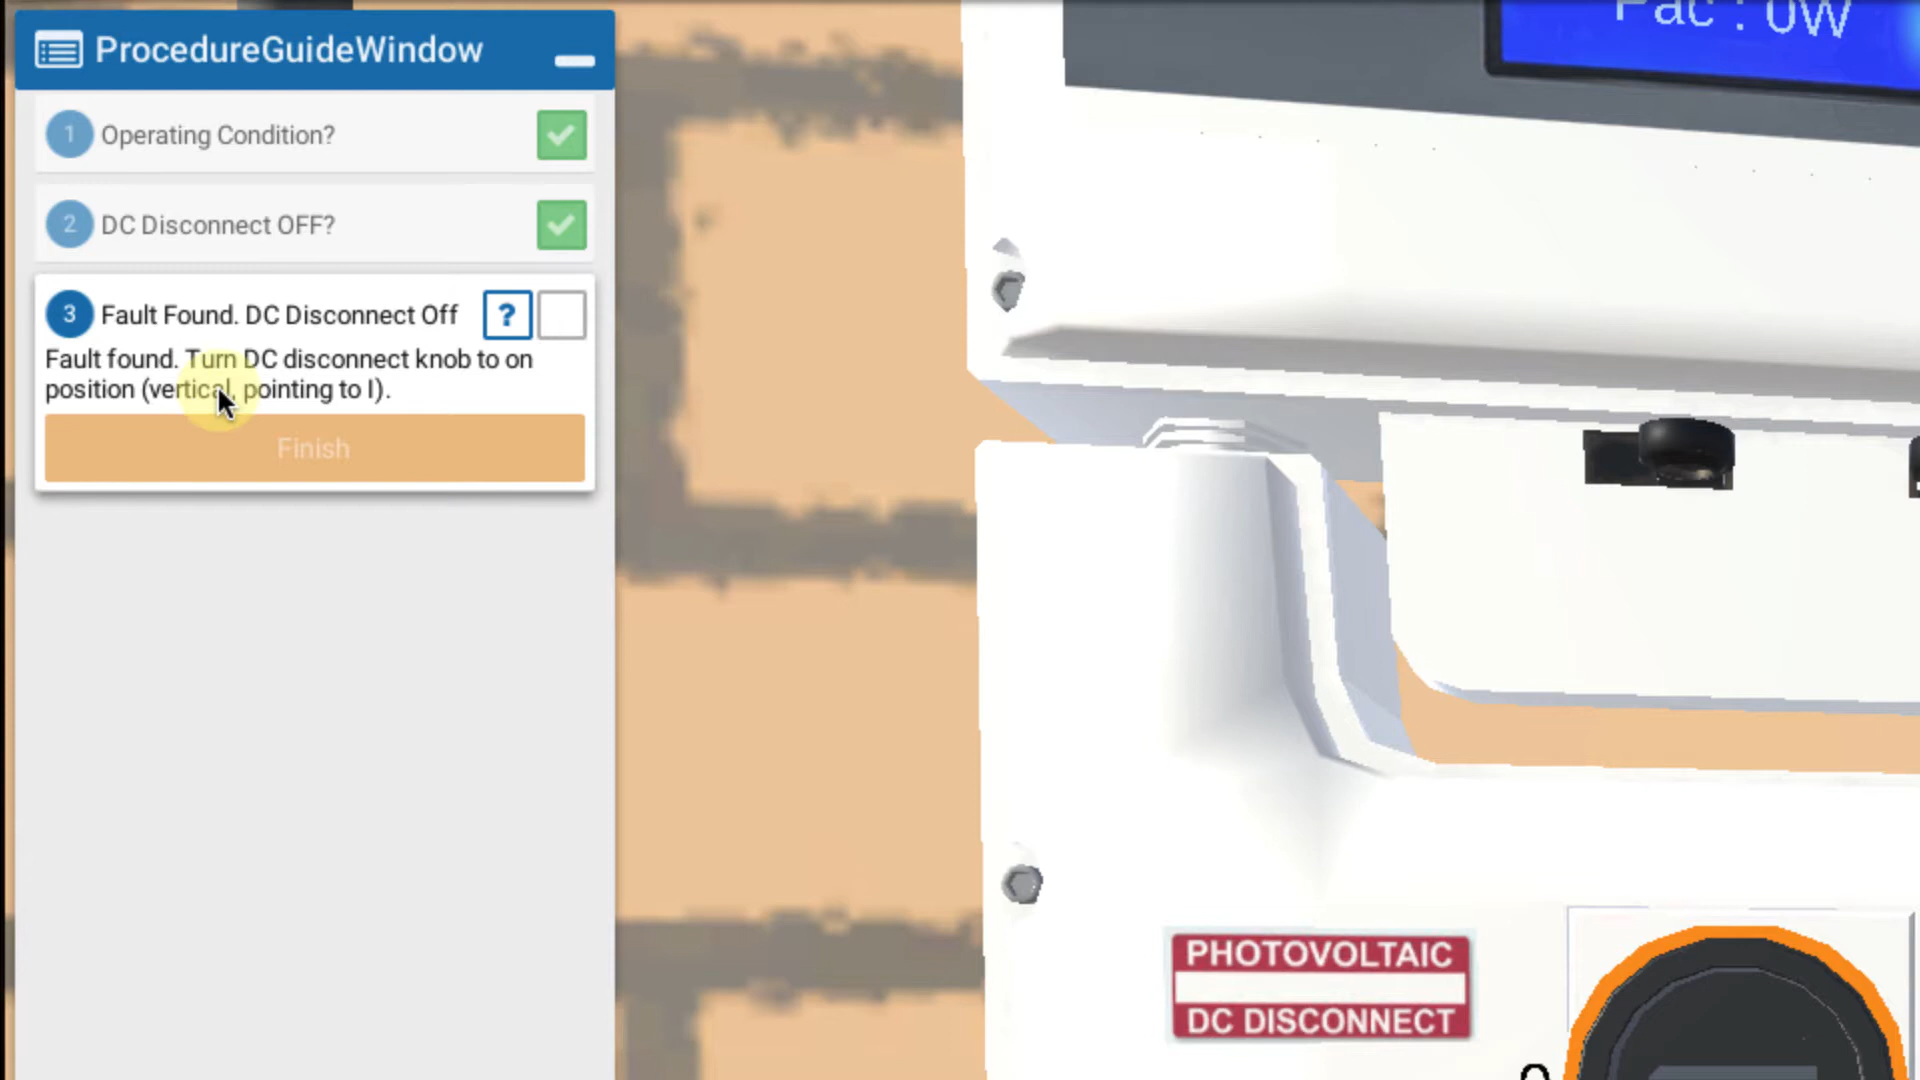 ProcedureGuideWindow
1 Operating Condition?
2 DC Disconnect OFF?
3 Fault Found. DC Disconnect Off ?
Fault found. Turn DC disconnect knob to on
position (vertical, pointing to I).
Finish
Pac : 0W
PHOTOVOLTAIC
DC DISCONNECT